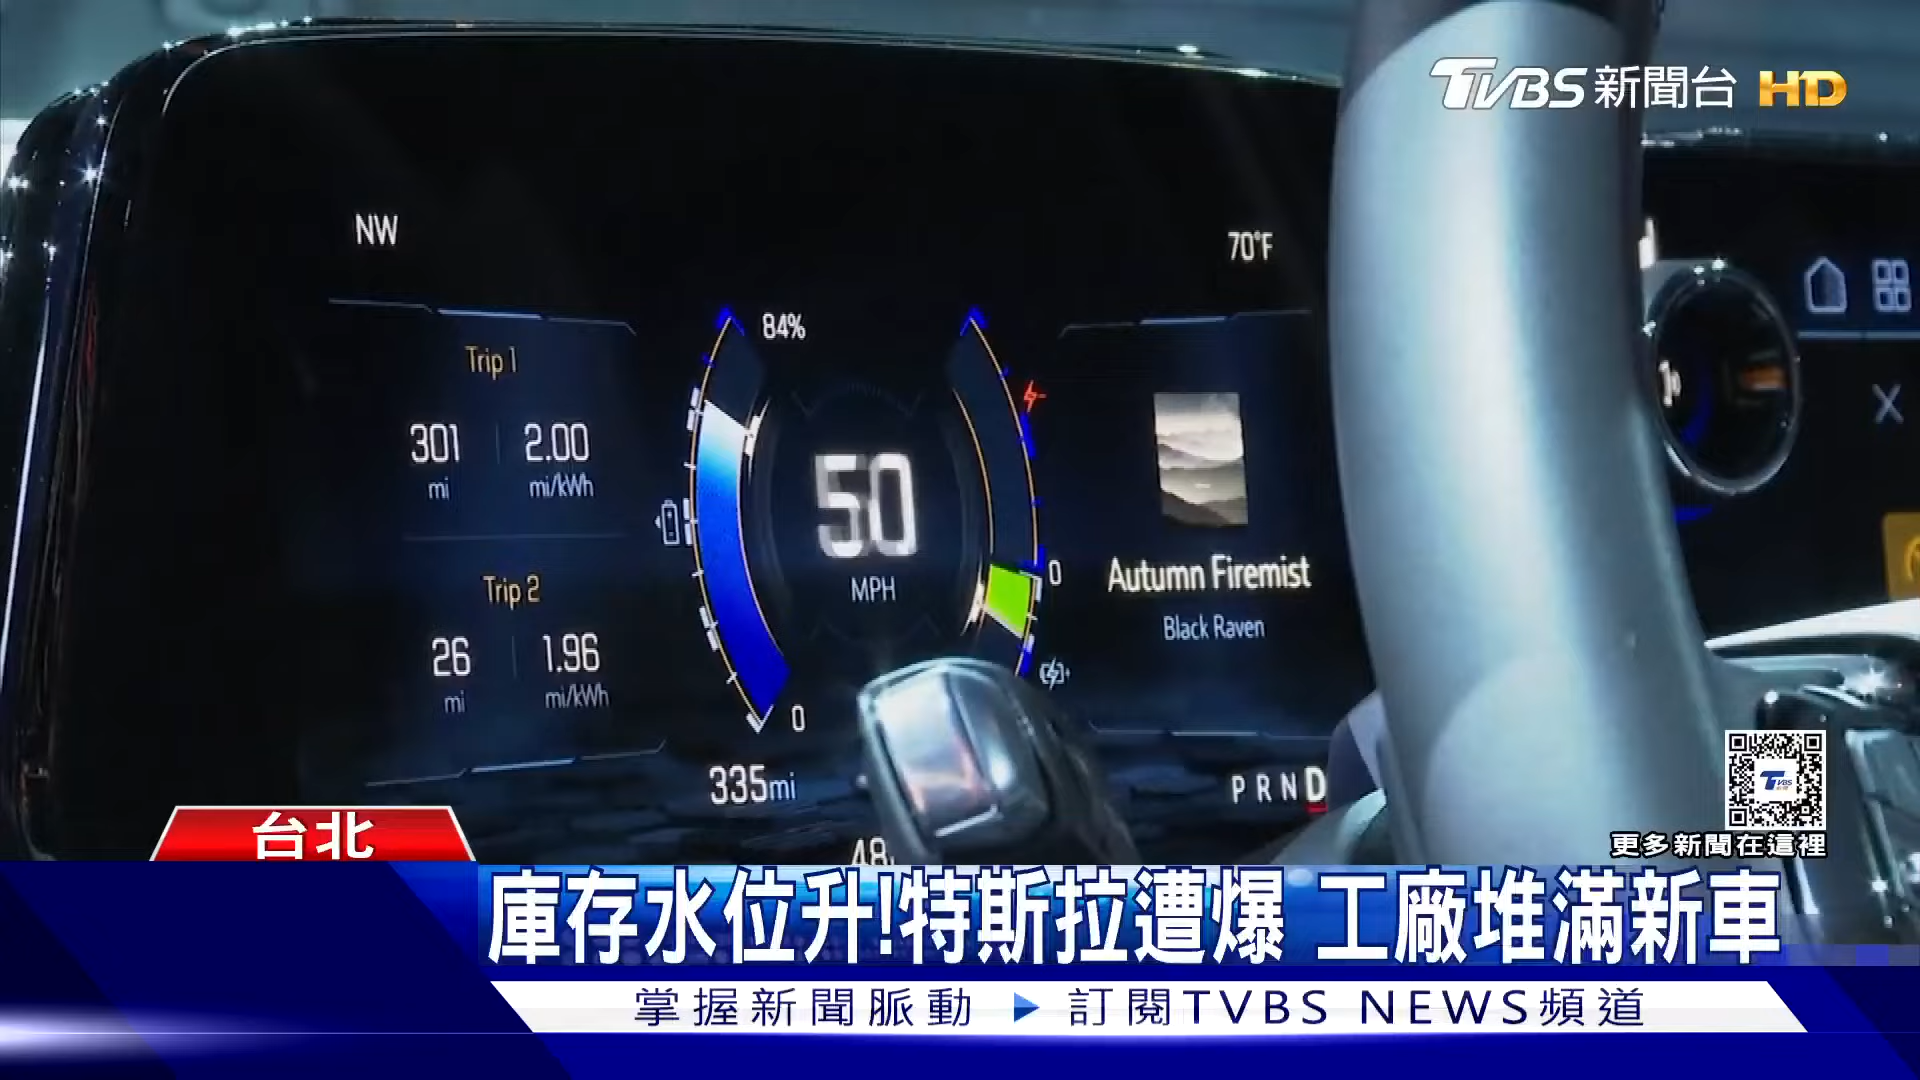 TVBS新聞台 HD
NW
70°F
84%
Trip 1
301 2.00
mi mi/kWh
50
MPH
0
Autumn Firemist
Black Raven
Trip 2
26 1.96
mi mi/kWh
0
335mi
PRND
48
TVBS
更多新聞在這裡
台北
庫存水位升!特斯拉遭爆 工廠堆滿新車
掌握新聞脈動 ▶ 訂閱TVBS NEWS頻道